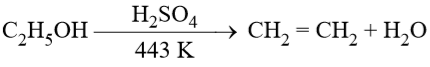 C₂H₅OH H₂SO₄ → 443 K CH₂ = CH₂ + H₂O